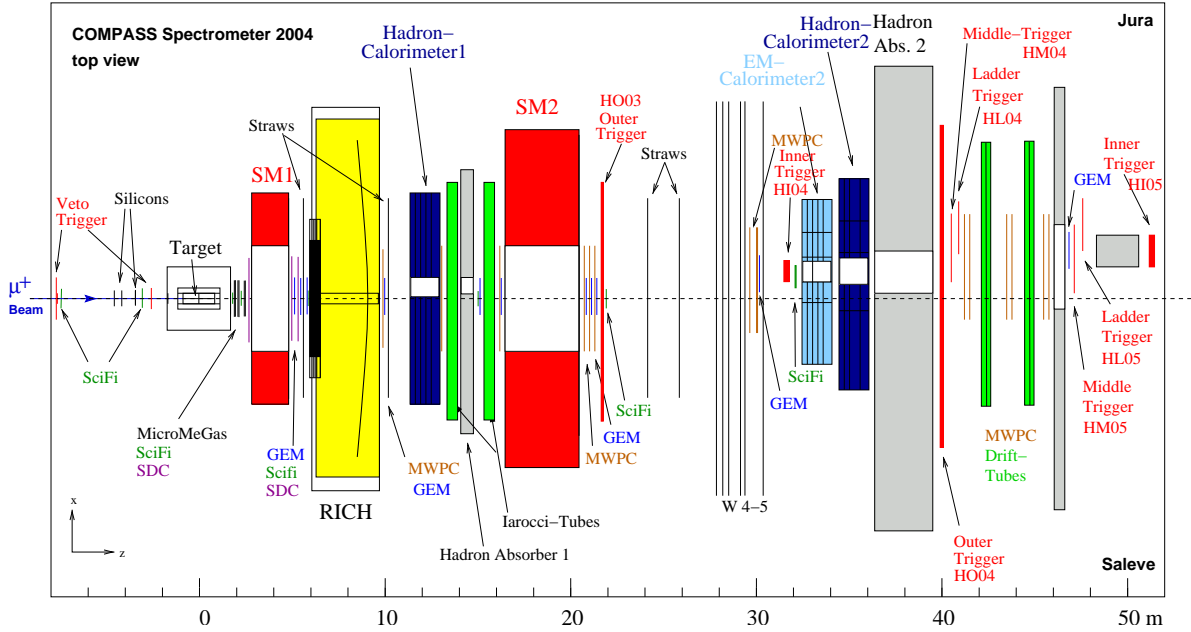 COMPASS Spectrometer 2004
top view
Hadron−
Calorimeter1
Hadron−
Calorimeter2
Hadron
Abs. 2
Middle−Trigger
HM04
Jura
EM−
Calorimeter2
Ladder
Trigger
HL04
SM2
HO03
Outer
Trigger
Straws
Straws
MWPC
Inner
Trigger
HI04
Inner
Trigger
HI05
GEM
SM1
Veto
Trigger
Silicons
Target
μ+
Beam
SciFi
SciFi
SciFi
GEM
Ladder
Trigger
HL05
Middle
Trigger
HM05
MicroMeGas
SciFi
SDC
GEM
Scifi
SDC
MWPC
GEM
GEM
MWPC
MWPC
Drift−
Tubes
RICH
Iarocci−Tubes
Hadron Absorber 1
W 4−5
Outer
Trigger
HO04
x
z
Saleve
0
10
20
30
40
50 m